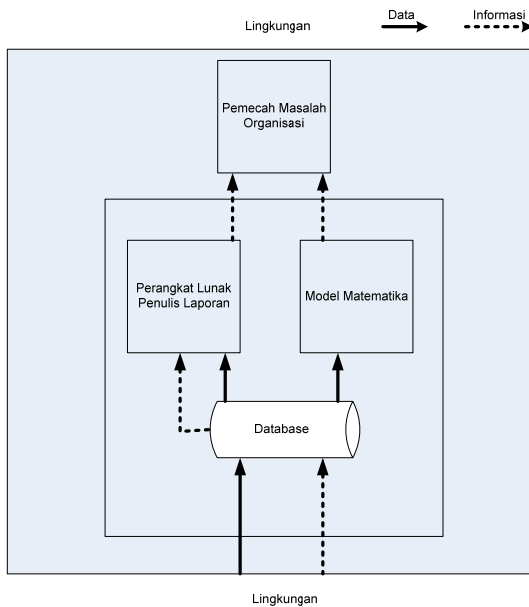 Lingkungan
Data
Informasi
Pemecah Masalah
Organisasi
Perangkat Lunak
Penulis Laporan
Model Matematika
Database
Lingkungan